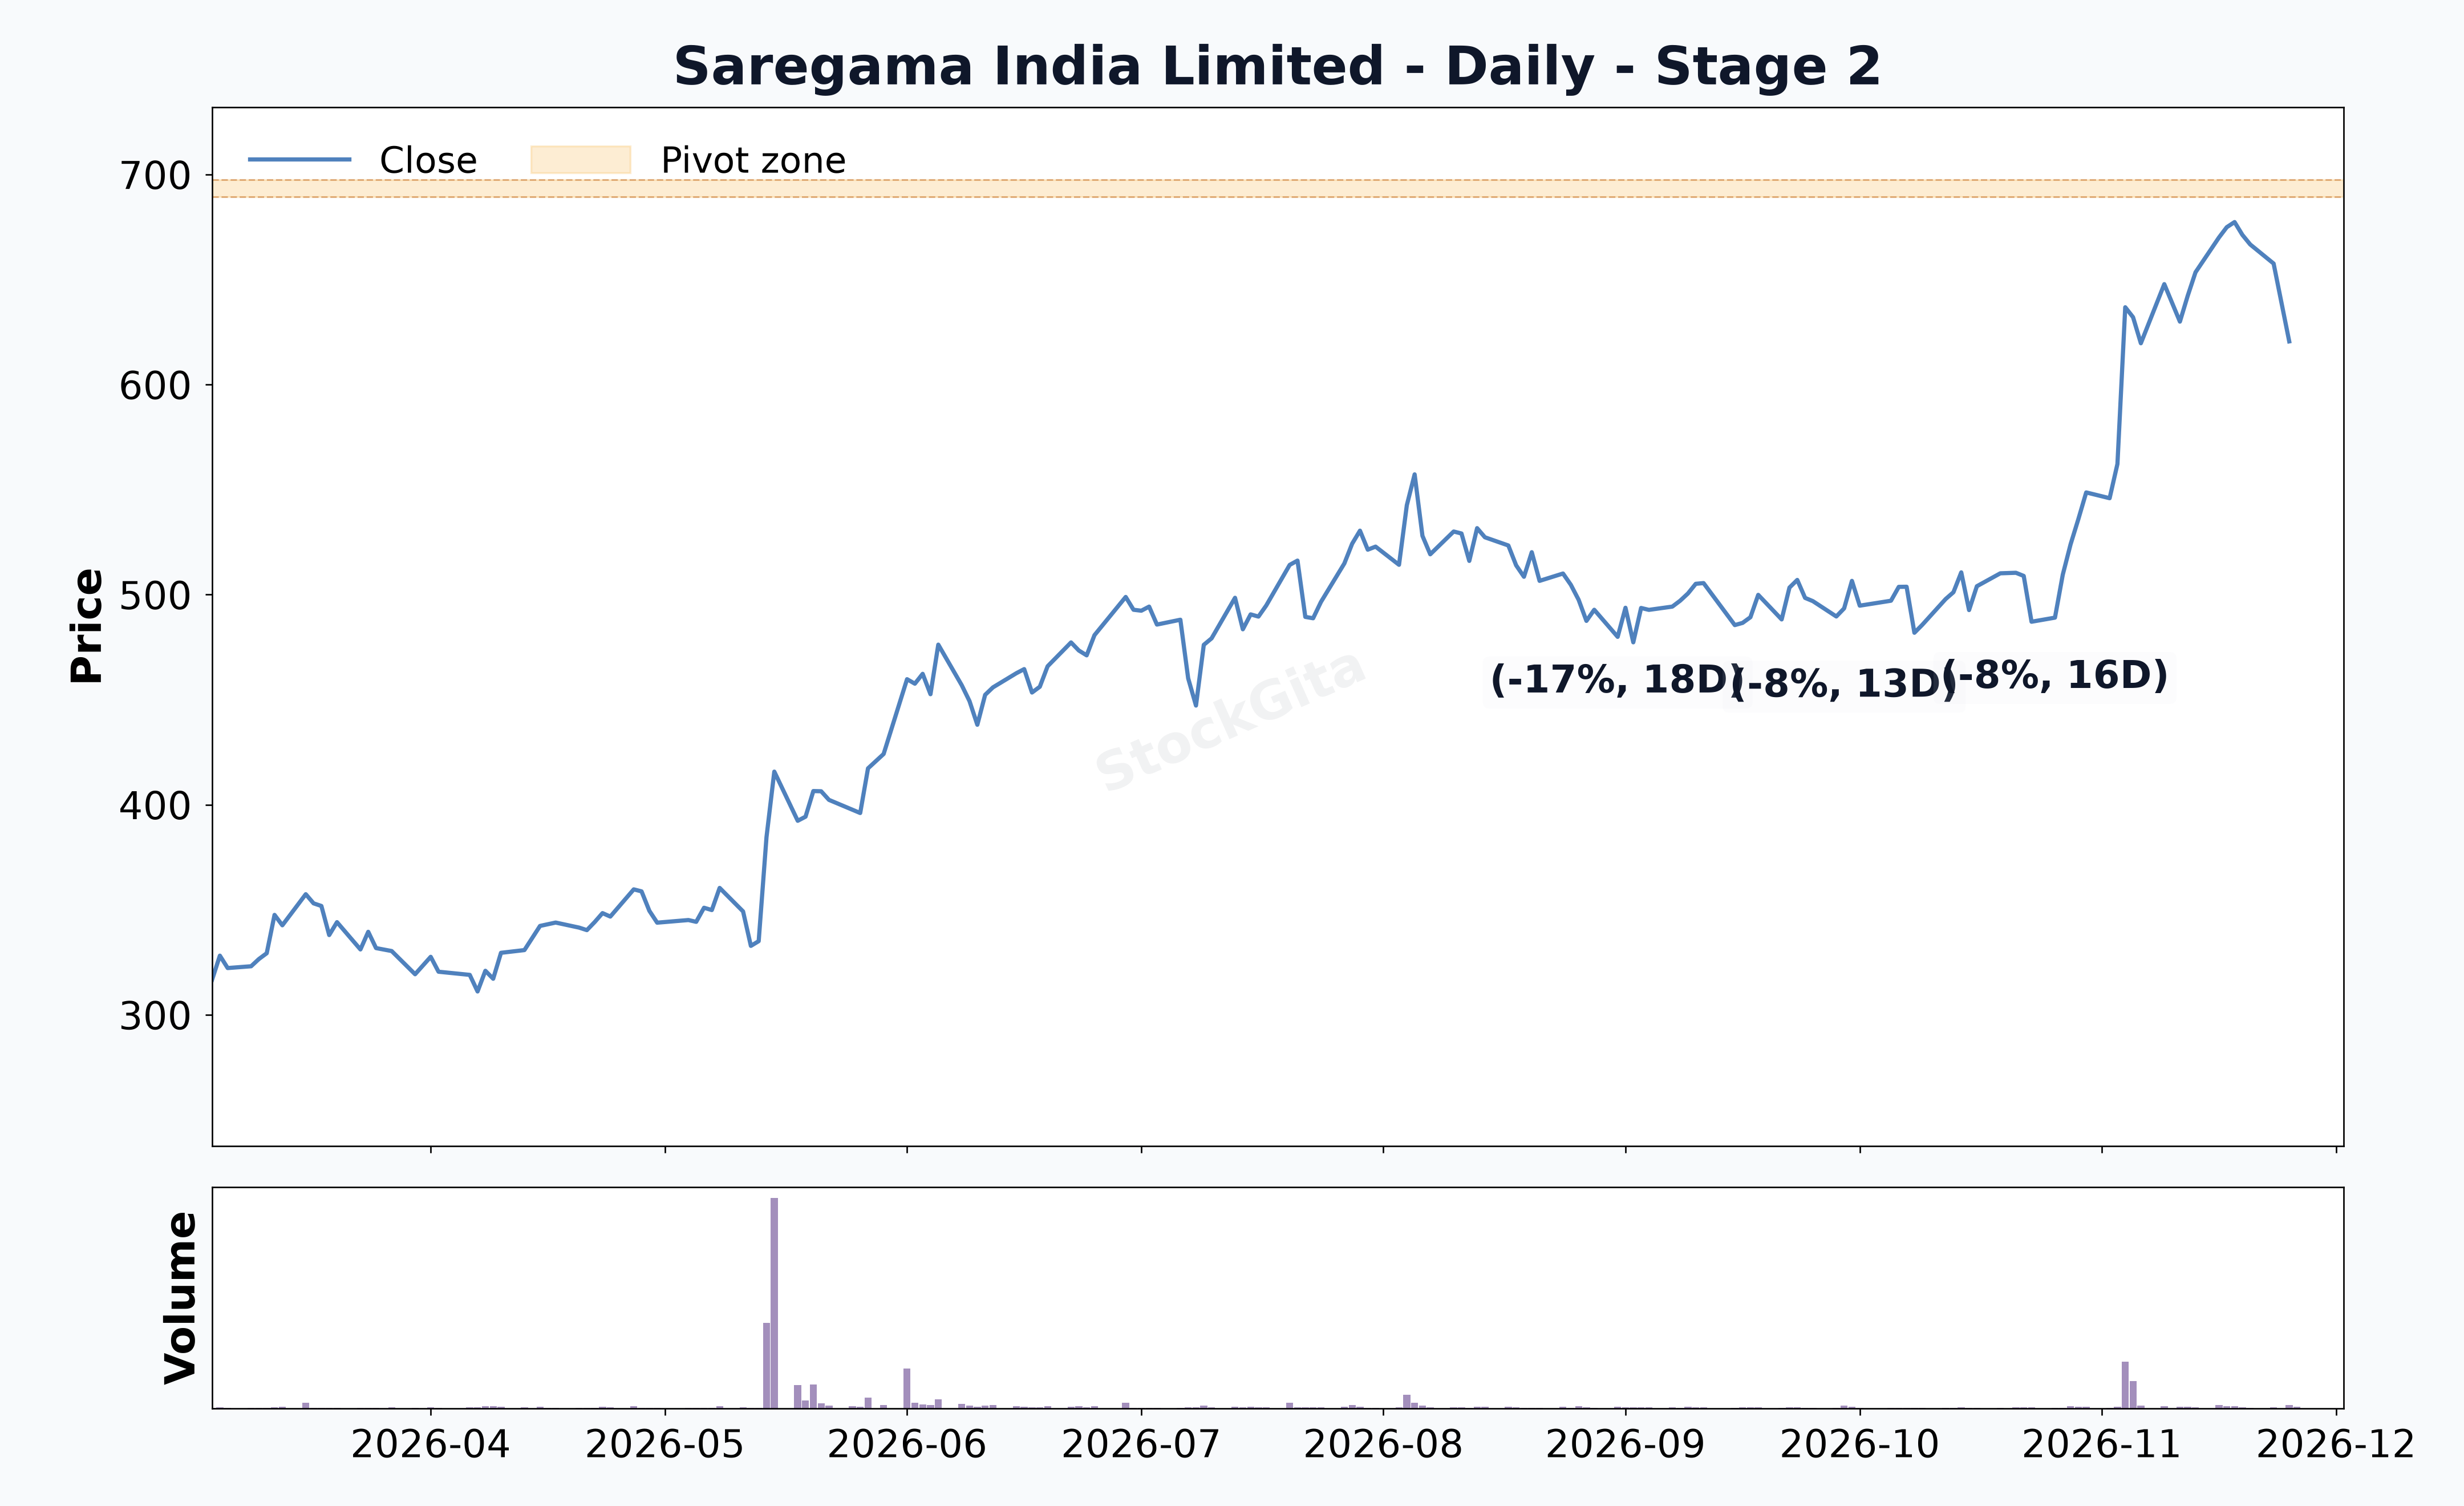 Saregama India Limited - Daily - Stage 2
Close Pivot zone
Price
700
600
500
400
300
(-17%, 18D) (-8%, 13D) (-8%, 16D)
StockGita
Volume
2026-04 2026-05 2026-06 2026-07 2026-08 2026-09 2026-10 2026-11 2026-12